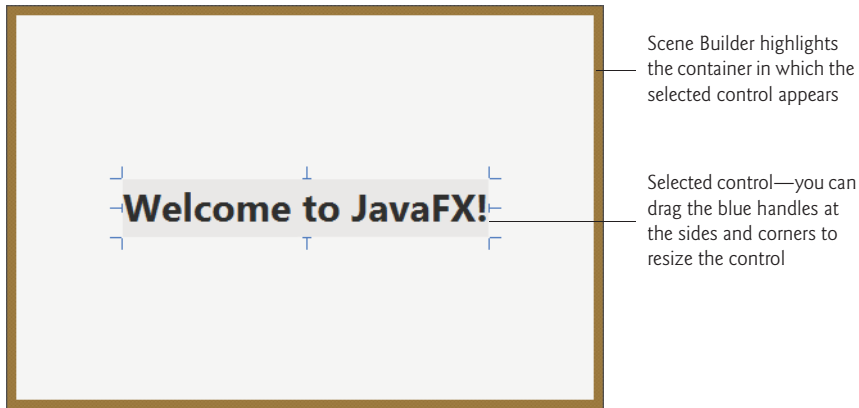 Scene Builder highlights
the container in which the
selected control appears
Welcome to JavaFX!
Selected control—you can
drag the blue handles at
the sides and corners to
resize the control